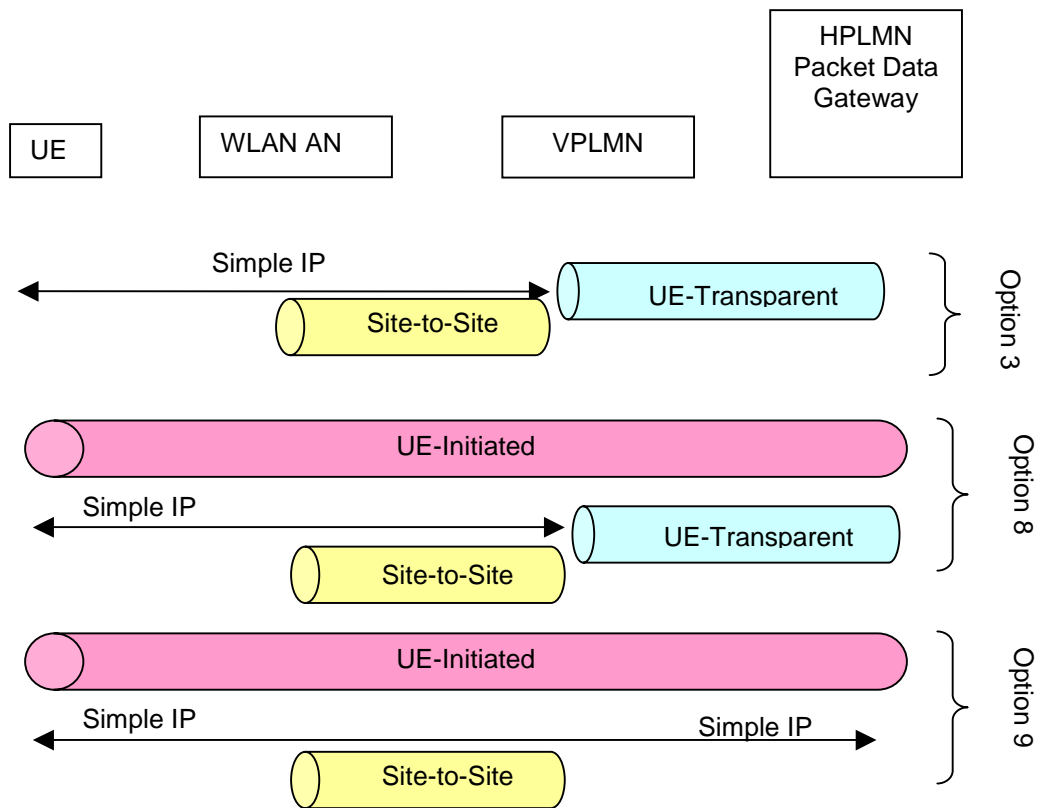 HPLMN
Packet Data
Gateway
UE
WLAN AN
VPLMN
Simple IP
UE-Transparent
Site-to-Site
Option 3
UE-Initiated
Simple IP
UE-Transparent
Site-to-Site
Option 8
UE-Initiated
Simple IP
Simple IP
Site-to-Site
Option 9